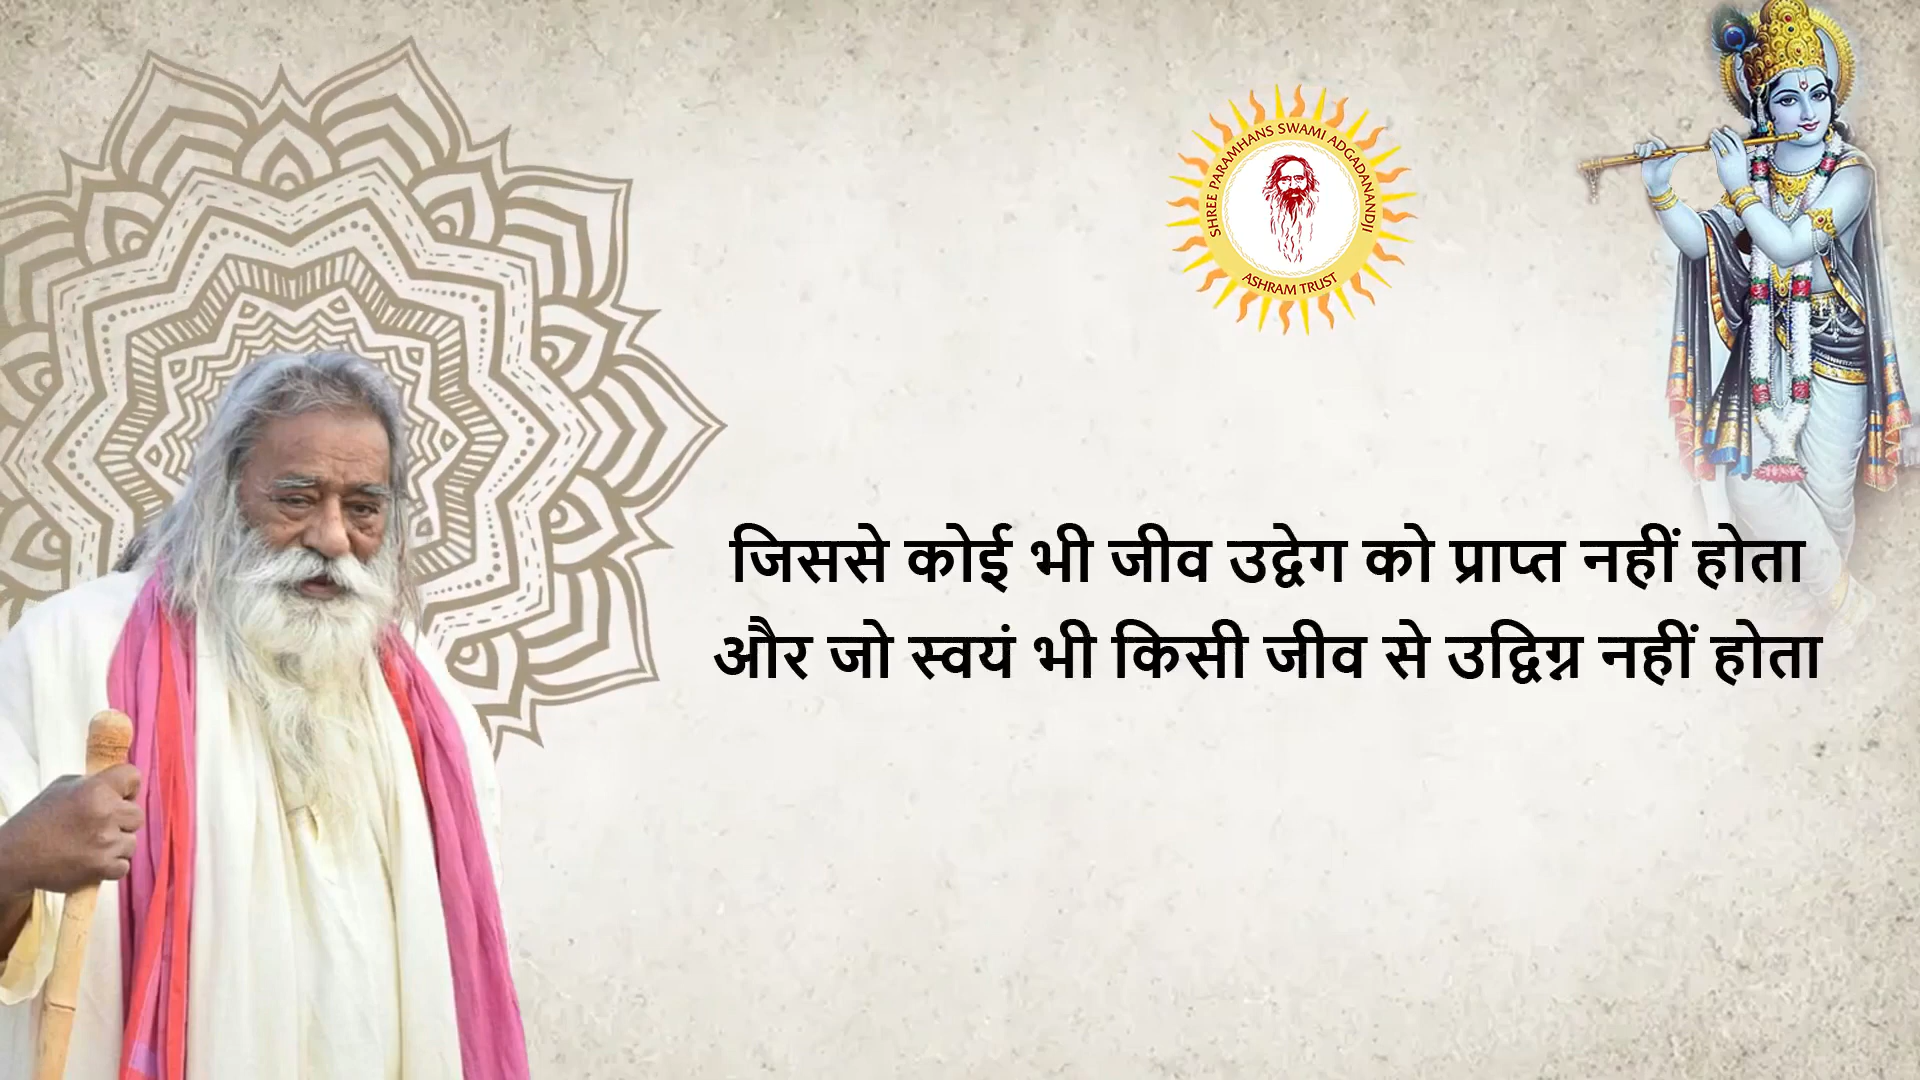 SHREE PARAMHANS SWAMI ADGADANANDJI
ASHRAM TRUST
जिससे कोई भी जीव उद्वेग को प्राप्त नहीं होता
और जो स्वयं भी किसी जीव से उद्विग्न नहीं होता